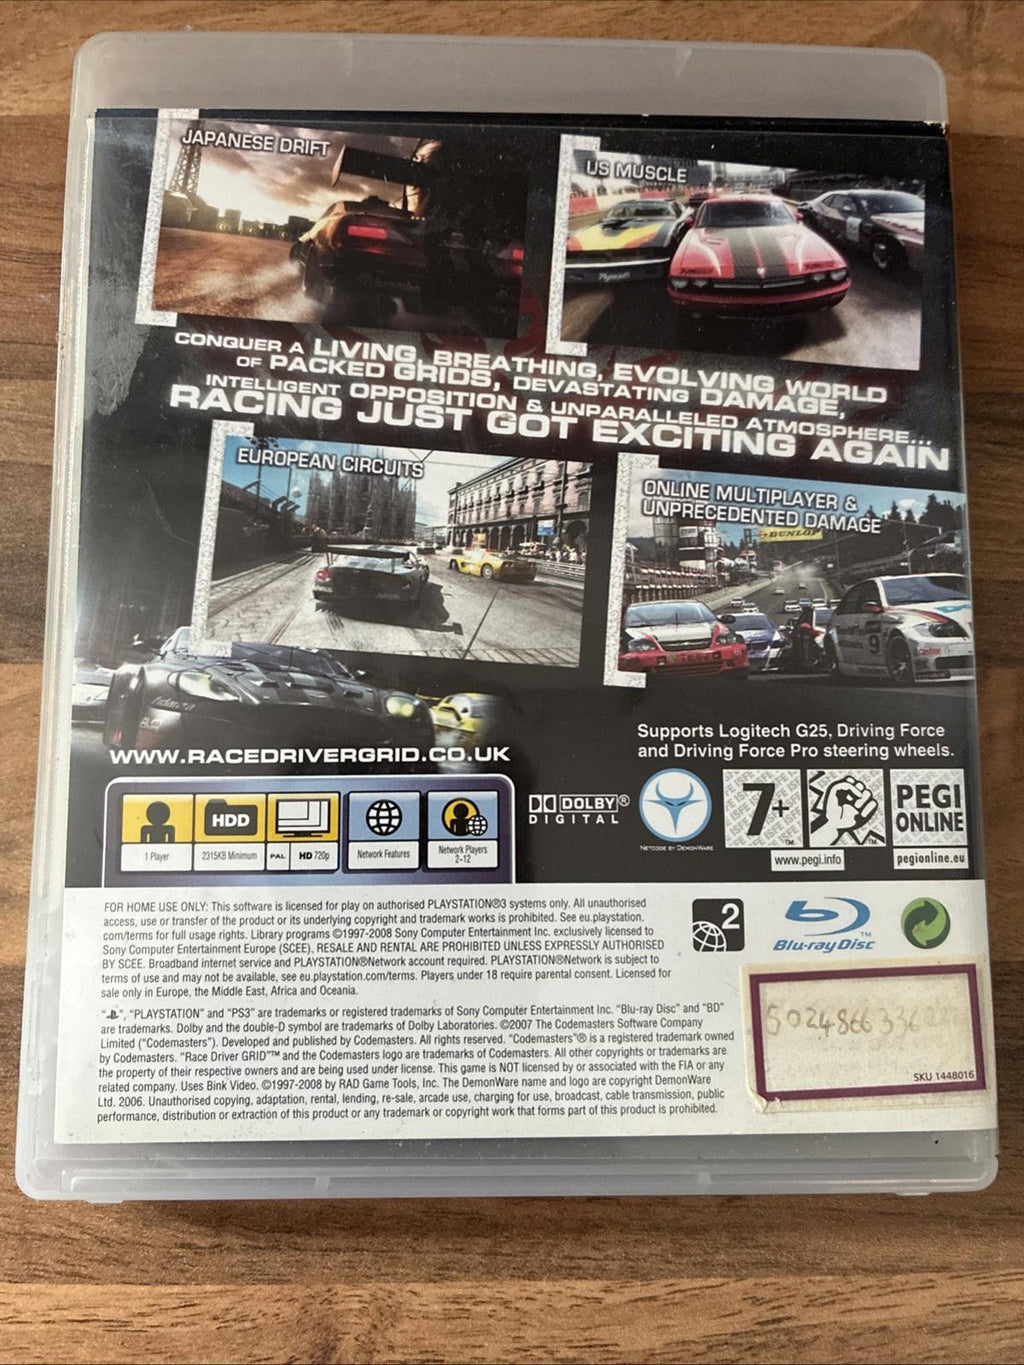 JAPANESE DRIFT
US MUSCLE
Plymouth
CONQUER A LIVING, BREATHING, EVOLVING WORLD
OF PACKED GRIDS, DEVASTATING DAMAGE,
INTELLIGENT OPPOSITION & UNPARALLELED ATMOSPHERE...
RACING JUST GOT EXCITING AGAIN
EUROPEAN CIRCUITS
ONLINE MULTIPLAYER &
UNPRECEDENTED DAMAGE
DUNLOP
9
Castrol
WWW.RACEDRIVERGRID.CO.UK
Supports Logitech G25, Driving Force
and Driving Force Pro steering wheels.
HDD
1 Player
2315KB Minimum
PAL
HD 720p
Network Features
Network Players
2-12
DOLBY®
DIGITAL
NETCODE BY DEMONWARE
7+
™
www.pegi.info
PEGI
ONLINE
pegionline.eu
FOR HOME USE ONLY: This software is licensed for play on authorised PLAYSTATION®3 systems only. All unauthorised
access, use or transfer of the product or its underlying copyright and trademark works is prohibited. See eu.playstation.
com/terms for full usage rights. Library programs ©1997-2008 Sony Computer Entertainment Inc. exclusively licensed to
Sony Computer Entertainment Europe (SCEE). RESALE AND RENTAL ARE PROHIBITED UNLESS EXPRESSLY AUTHORISED
BY SCEE. Broadband internet service and PLAYSTATION®Network account required. PLAYSTATION®Network is subject to
terms of use and may not be available, see eu.playstation.com/terms. Players under 18 require parental consent. Licensed for
sale only in Europe, the Middle East, Africa and Oceania.
2
Blu-ray Disc
™
" ", "PLAYSTATION" and "PS3" are trademarks or registered trademarks of Sony Computer Entertainment Inc. "Blu-ray Disc" and "BD"
are trademarks. Dolby and the double-D symbol are trademarks of Dolby Laboratories. ©2007 The Codemasters Software Company
Limited ("Codemasters"). Developed and published by Codemasters. All rights reserved. "Codemasters"® is a registered trademark owned
by Codemasters. "Race Driver GRID"™ and the Codemasters logo are trademarks of Codemasters. All other copyrights or trademarks are
the property of their respective owners and are being used under license. This game is NOT licensed by or associated with the FIA or any
related company. Uses Bink Video. ©1997-2008 by RAD Game Tools, Inc. The DemonWare name and logo are copyright DemonWare
Ltd. 2006. Unauthorised copying, adaptation, rental, lending, re-sale, arcade use, charging for use, broadcast, cable transmission, public
performance, distribution or extraction of this product or any trademark or copyright work that forms part of this product is prohibited.
SKU 1448016